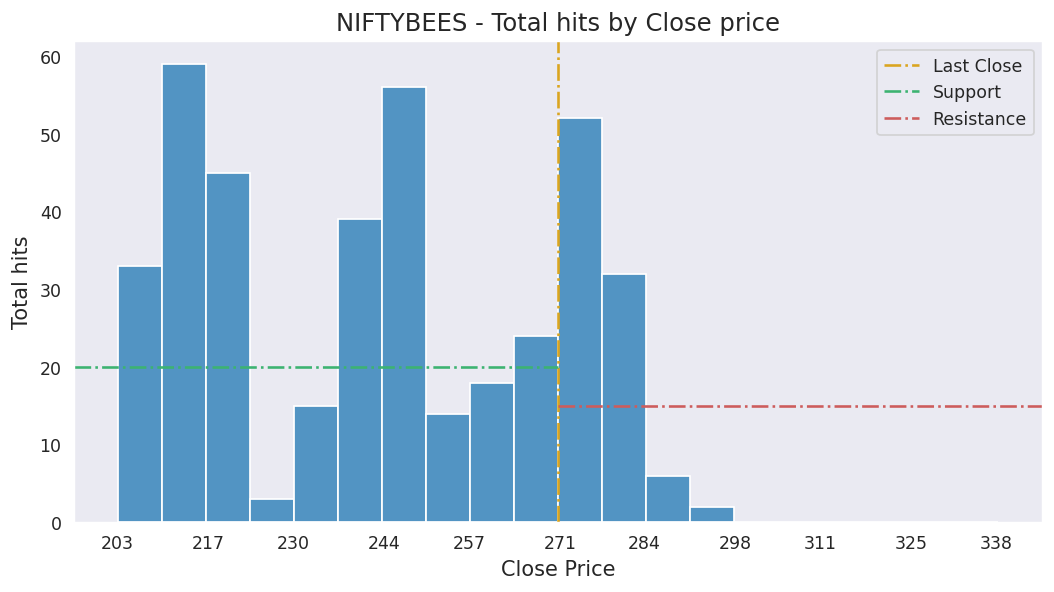 NIFTYBEES - Total hits by Close price
Last Close
Support
Resistance
Total hits
60
50
40
30
20
10
0
203 217 230 244 257 271 284 298 311 325 338
Close Price